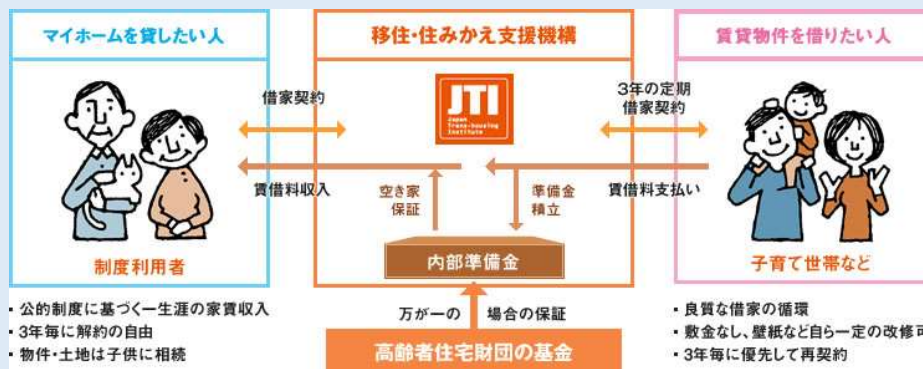 マイホームを貸したい人
移住・住みかえ支援機構
賃貸物件を借りたい人
借家契約
JTI
Japan
Trans-housing
Institute
3年の定期
借家契約
賃借料収入
空き家
保証
準備金
積立
賃借料支払い
制度利用者
内部準備金
子育て世帯など
・公的制度に基づく一生涯の家賃収入
・3年毎に解約の自由
・物件・土地は子供に相続
万が一の 場合の保証
高齢者住宅財団の基金
・良質な借家の循環
・敷金なし、壁紙など自ら一定の改修可
・3年毎に優先して再契約